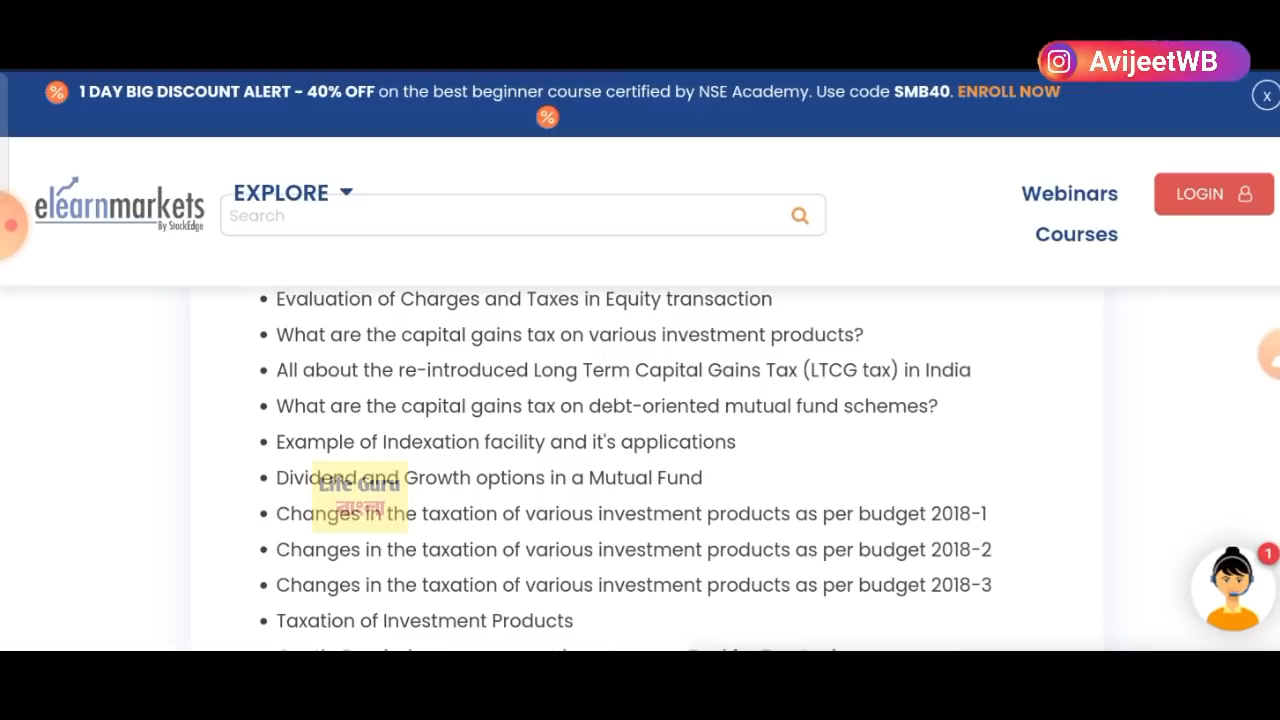 AvijeetWB
1 DAY BIG DISCOUNT ALERT - 40% OFF on the best beginner course certified by NSE Academy. Use code SMB40. ENROLL NOW
X
elearnmarkets
By StockEdge
EXPLORE
Search
Webinars
Courses
LOGIN
• Evaluation of Charges and Taxes in Equity transaction
• What are the capital gains tax on various investment products?
• All about the re-introduced Long Term Capital Gains Tax (LTCG tax) in India
• What are the capital gains tax on debt-oriented mutual fund schemes?
• Example of Indexation facility and it's applications
• Dividend and Growth options in a Mutual Fund
Life Guru
বাংলা
• Changes in the taxation of various investment products as per budget 2018-1
• Changes in the taxation of various investment products as per budget 2018-2
• Changes in the taxation of various investment products as per budget 2018-3
1
• Taxation of Investment Products